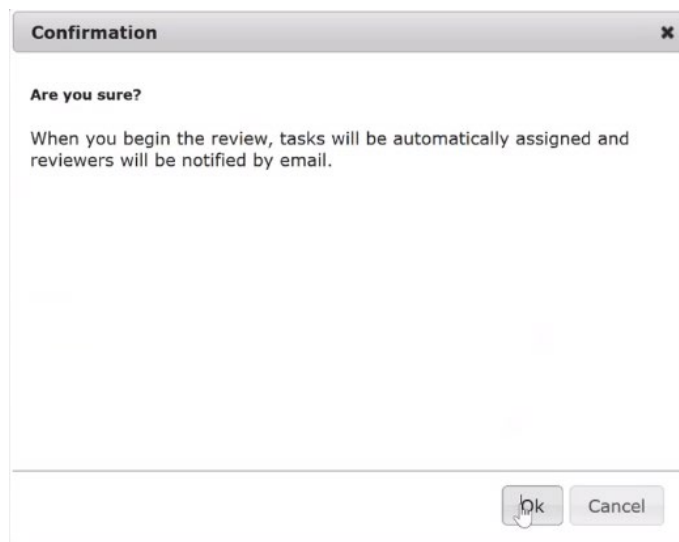 Confirmation
Are you sure?
When you begin the review, tasks will be automatically assigned and
reviewers will be notified by email.
Ok Cancel